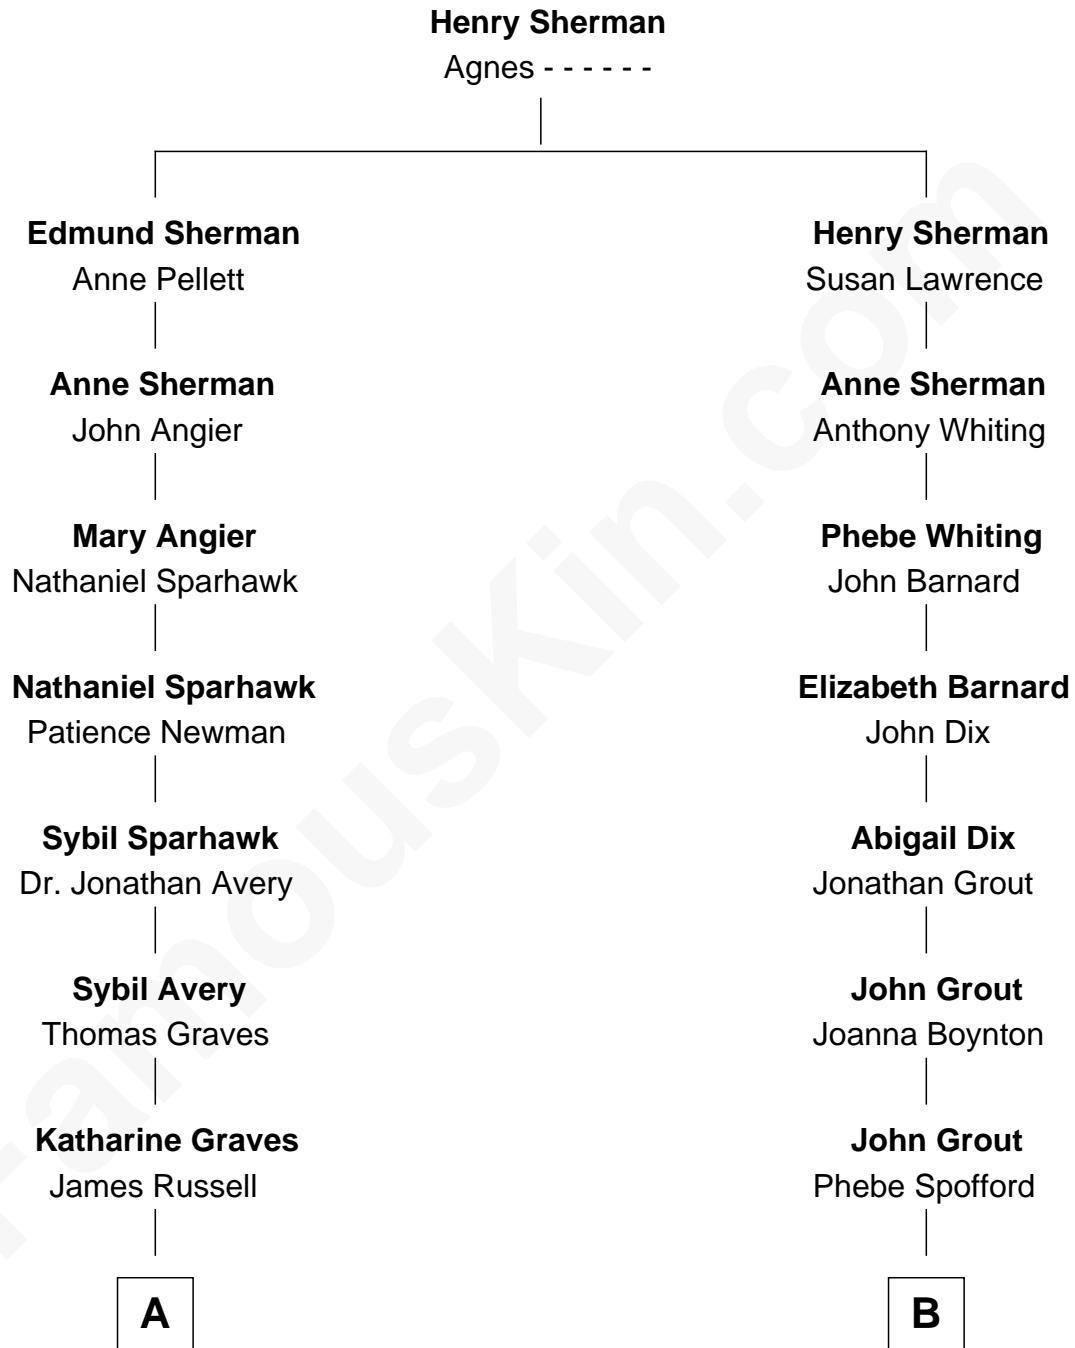 Henry Sherman
Agnes - - - - - -
Edmund Sherman
Anne Pellett
Henry Sherman
Susan Lawrence
Anne Sherman
John Angier
Anne Sherman
Anthony Whiting
Mary Angier
Nathaniel Sparhawk
Phebe Whiting
John Barnard
Nathaniel Sparhawk
Patience Newman
Elizabeth Barnard
John Dix
Sybil Sparhawk
Dr. Jonathan Avery
Abigail Dix
Jonathan Grout
Sybil Avery
Thomas Graves
John Grout
Joanna Boynton
Katharine Graves
James Russell
John Grout
Phebe Spofford
A
B
FamousKin.com